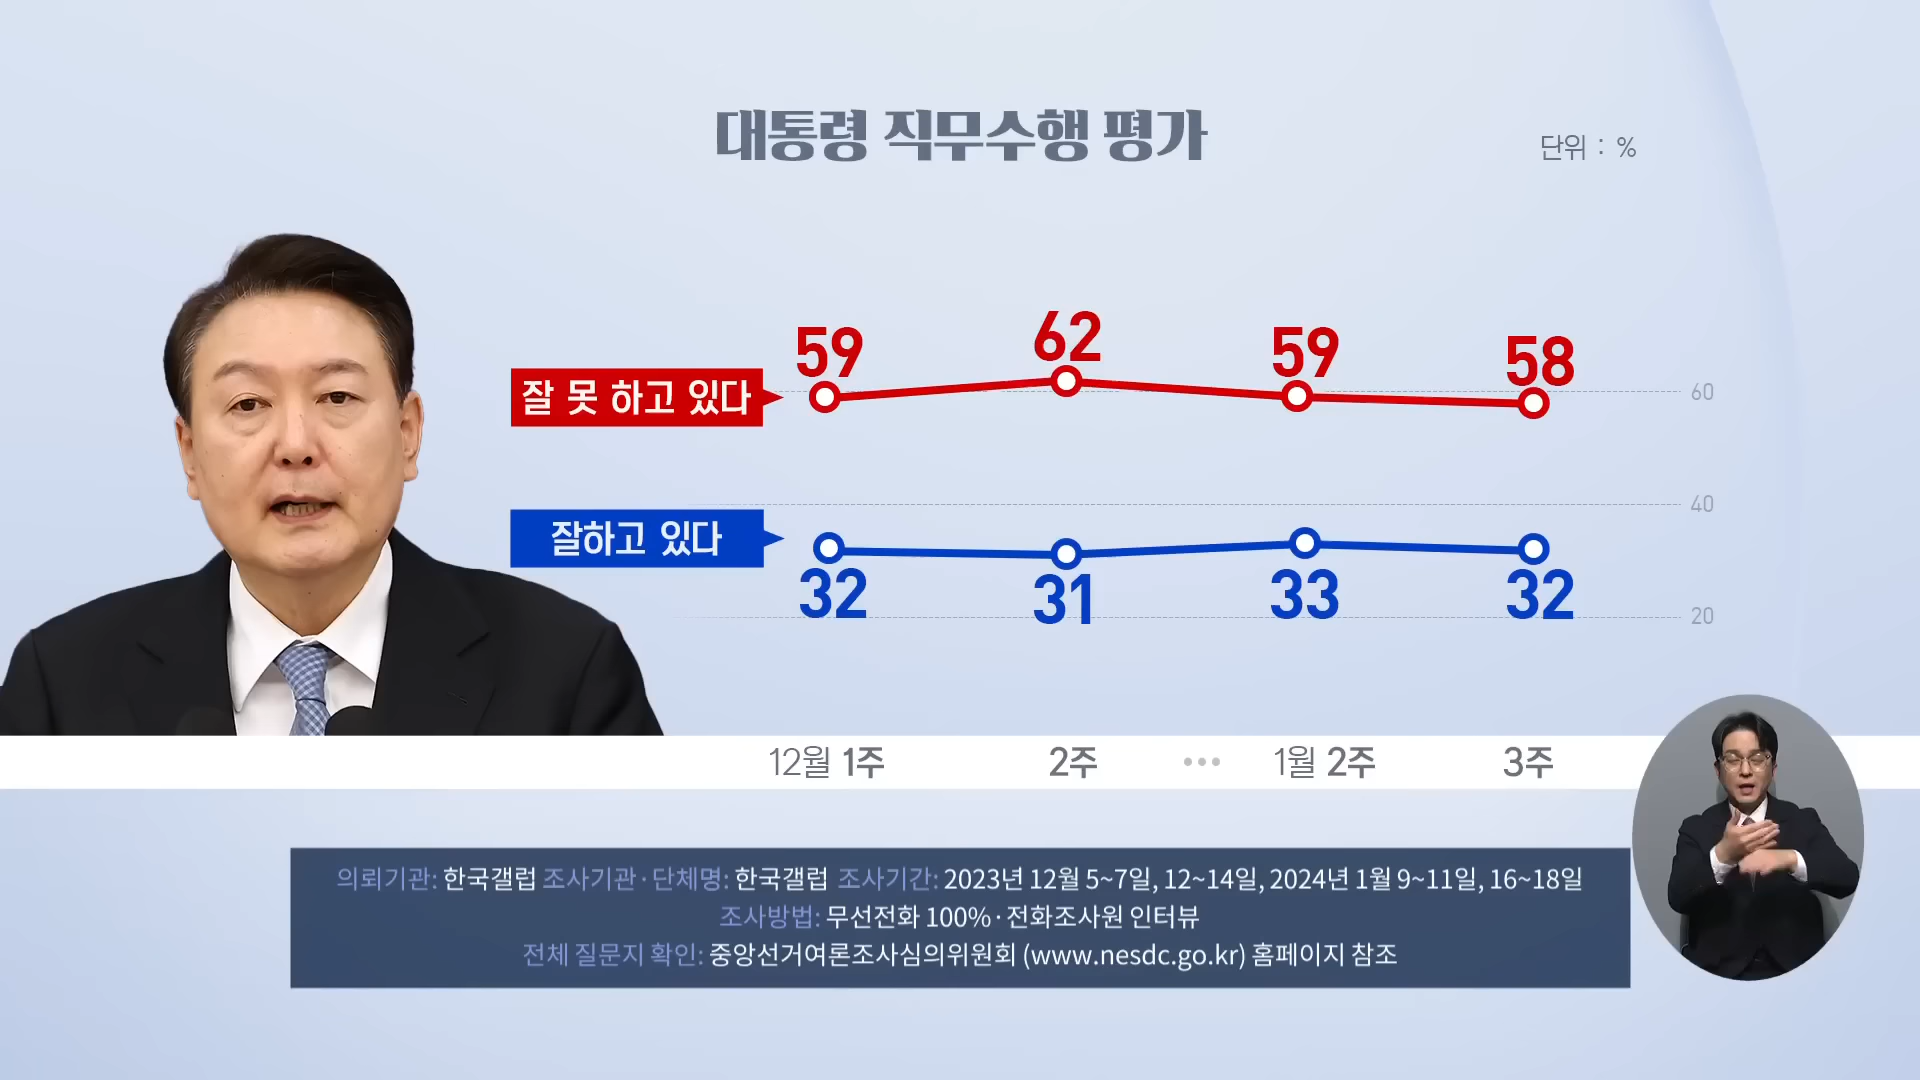 대통령 직무수행 평가
단위 : %
59 62 59 58
잘 못 하고 있다
60
40
잘하고 있다
32 31 33 32
20
12월 1주 2주 ••• 1월 2주 3주
의뢰기관: 한국갤럽 조사기관·단체명: 한국갤럽 조사기간: 2023년 12월 5~7일, 12~14일, 2024년 1월 9~11일, 16~18일
조사방법: 무선전화 100%·전화조사원 인터뷰
전체 질문지 확인: 중앙선거여론조사심의위원회 (www.nesdc.go.kr) 홈페이지 참조